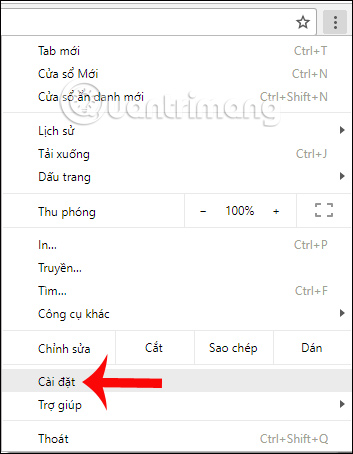 Tab mới Ctrl+T
Cửa sổ Mới Ctrl+N
Cửa sổ ẩn danh mới Ctrl+Shift+N
Quantrimang
Lịch sử
Tải xuống Ctrl+J
Dấu trang
Thu phóng − 100% +
In... Ctrl+P
Truyền...
Tìm... Ctrl+F
Công cụ khác
Chỉnh sửa Cắt Sao chép Dán
Cài đặt
Trợ giúp
Thoát Ctrl+Shift+Q